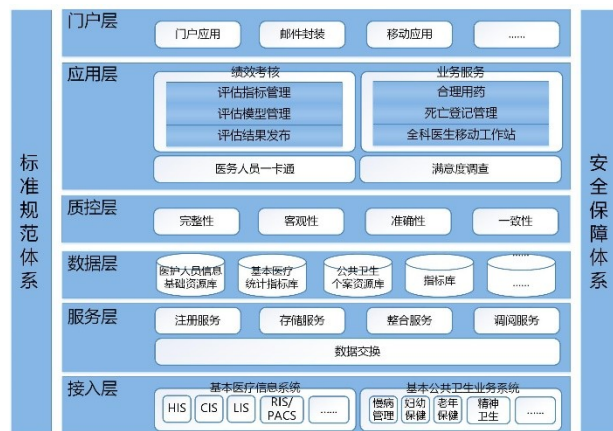 门户层
门户应用
邮件封装
移动应用
......
应用层
绩效考核
评估指标管理
评估模型管理
评估结果发布
业务服务
合理用药
死亡登记管理
全科医生移动工作站
医务人员一卡通
满意度调查
质控层
完整性
客观性
准确性
一致性
数据层
医护大员信息
基础资源库
基本医疗
统计指标库
公共卫生
个案资源库
指标库
......
......
服务层
注册服务
存储服务
整合服务
调阅服务
数据交换
接入层
基本医疗信息系统
HIS
CIS
LIS
RIS/
PACS
......
基本公共卫生业务系统
慢病
管理
妇幼
保健
老年
保健
精神
卫生
......
标准规范体系
安全保障体系